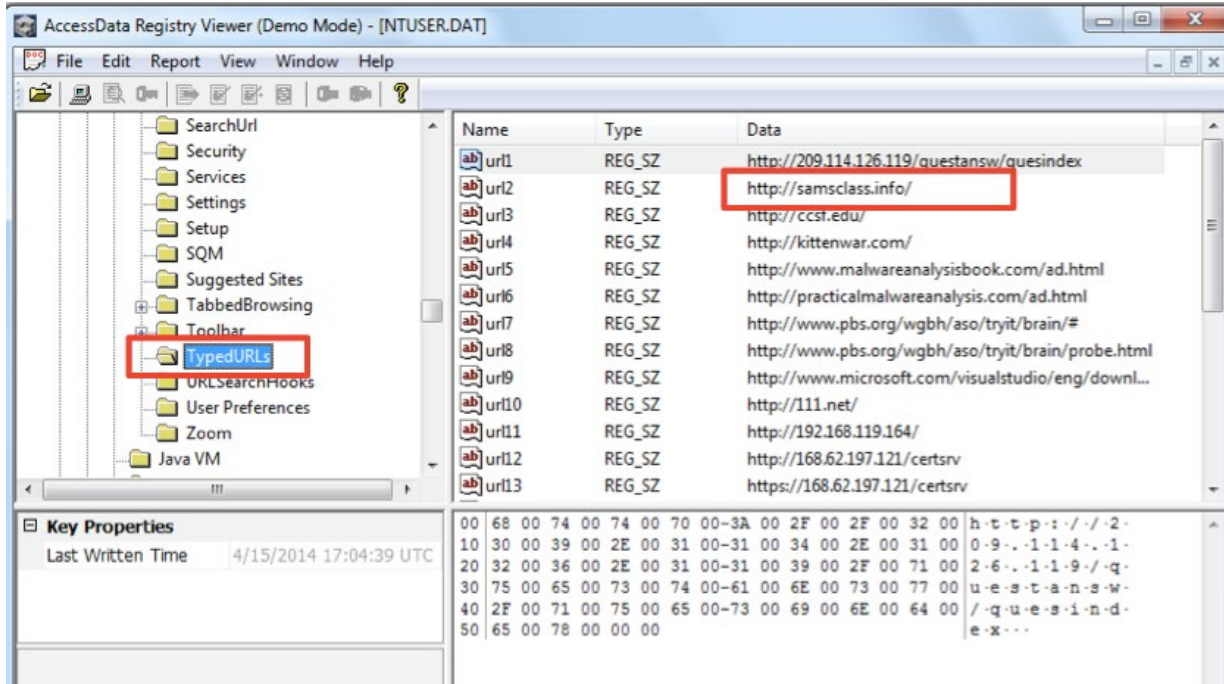 AccessData Registry Viewer (Demo Mode) - [NTUSER.DAT]
File Edit Report View Window Help
SearchUrl
Security
Services
Settings
Setup
SQM
Suggested Sites
TabbedBrowsing
Toolbar
TypedURLs
URLSearchHooks
User Preferences
Zoom
Java VM
Name Type Data
url1 REG_SZ http://209.114.126.119/questansw/quesindex
url2 REG_SZ http://samsclass.info/
url3 REG_SZ http://ccsf.edu/
url4 REG_SZ http://kittenwar.com/
url5 REG_SZ http://www.malwareanalysisbook.com/ad.html
url6 REG_SZ http://practicalmalwareanalysis.com/ad.html
url7 REG_SZ http://www.pbs.org/wgbh/aso/tryit/brain/#
url8 REG_SZ http://www.pbs.org/wgbh/aso/tryit/brain/probe.html
url9 REG_SZ http://www.microsoft.com/visualstudio/eng/downl...
url10 REG_SZ http://111.net/
url11 REG_SZ http://192.168.119.164/
url12 REG_SZ http://168.62.197.121/certsrv
url13 REG_SZ https://168.62.197.121/certsrv
Key Properties
Last Written Time 4/15/2014 17:04:39 UTC
00 68 00 74 00 74 00 70 00-3A 00 2F 00 2F 00 32 00 h·t·t·p·:·/·/·2·
10 30 00 39 00 2E 00 31 00-31 00 34 00 2E 00 31 00 0·9·.·1·1·4·.·1·
20 32 00 36 00 2E 00 31 00-31 00 39 00 2F 00 71 00 2·6·.·1·1·9·/·q·
30 75 00 65 00 73 00 74 00-61 00 6E 00 73 00 77 00 u·e·s·t·a·n·s·w·
40 2F 00 71 00 75 00 65 00-73 00 69 00 6E 00 64 00 /·q·u·e·s·i·n·d·
50 65 00 78 00 00 00 e·x···